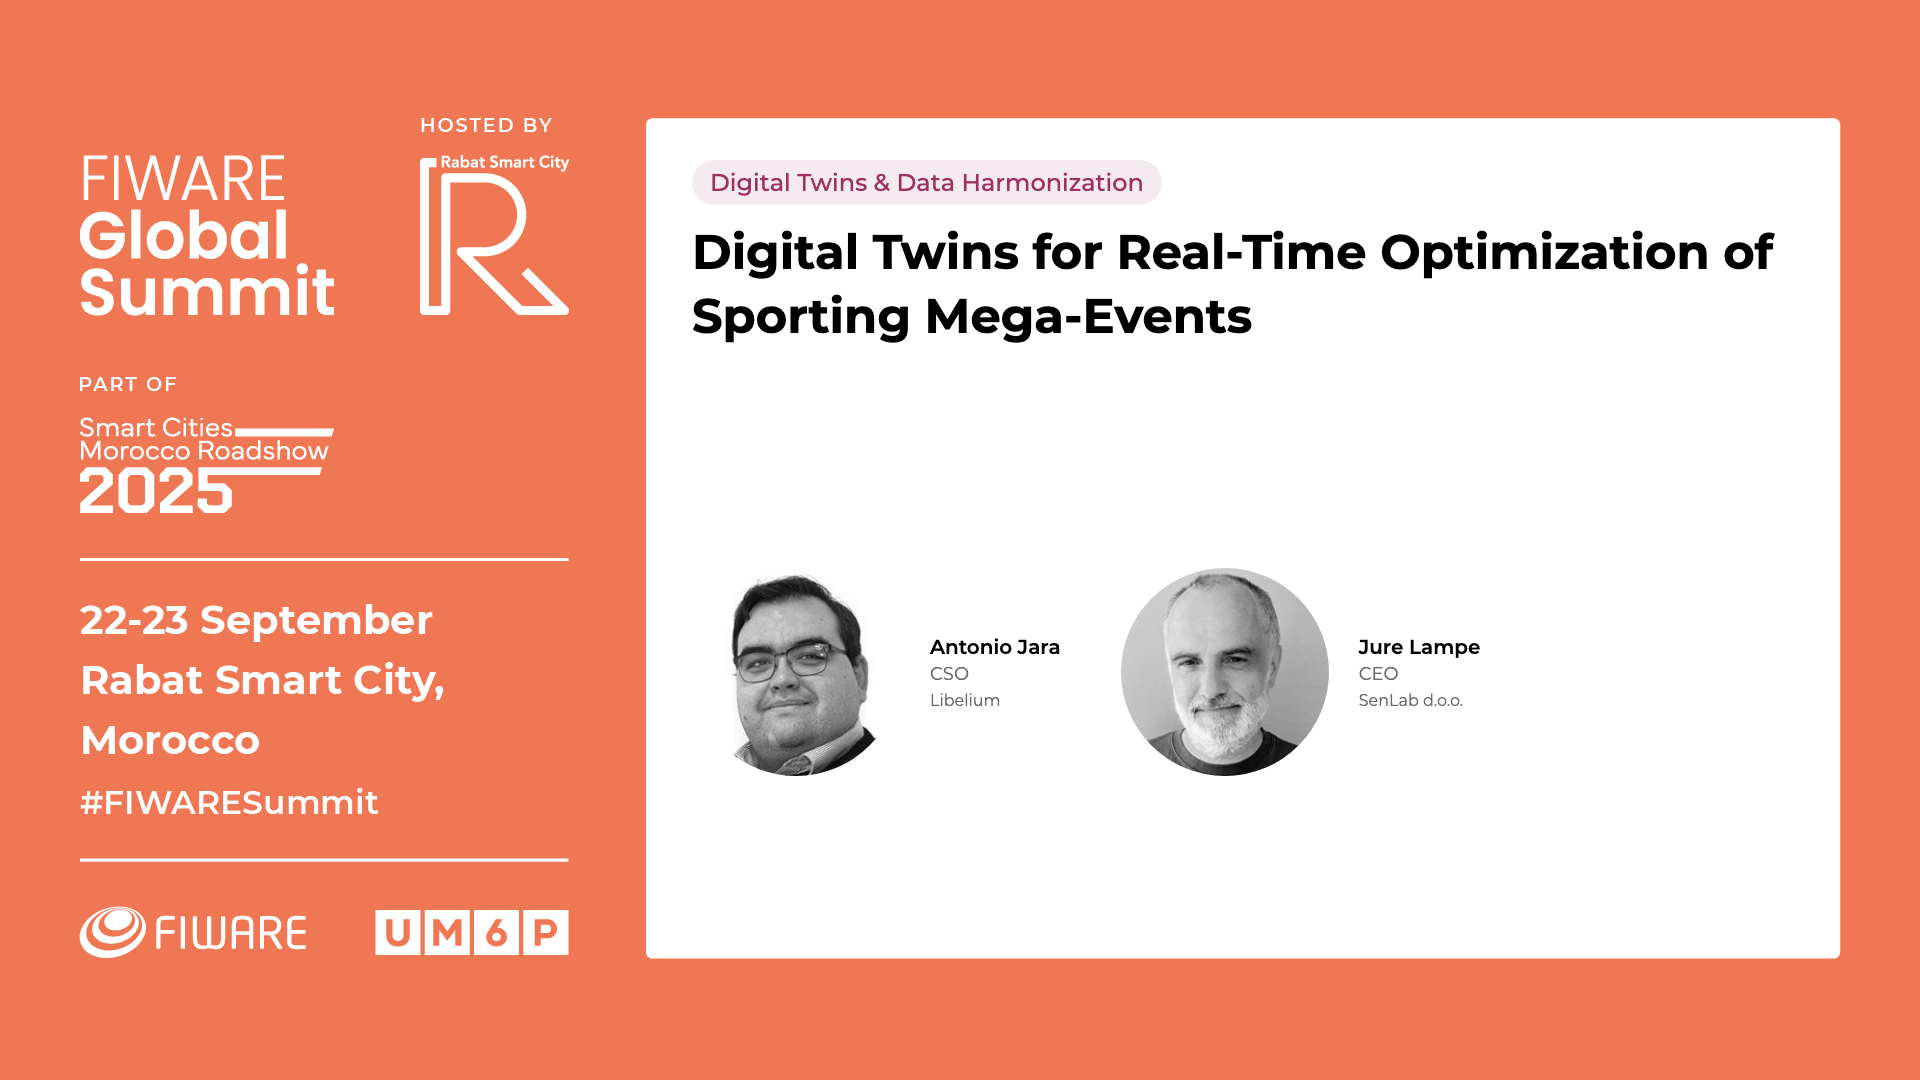 FIWARE
Global
Summit
HOSTED BY
Rabat Smart City
R
PART OF
Smart Cities
Morocco Roadshow
2025
22-23 September
Rabat Smart City,
Morocco
#FIWARESummit
FIWARE
UM6P
Digital Twins & Data Harmonization
Digital Twins for Real-Time Optimization of
Sporting Mega-Events
Antonio Jara
CSO
Libelium
Jure Lampe
CEO
SenLab d.o.o.